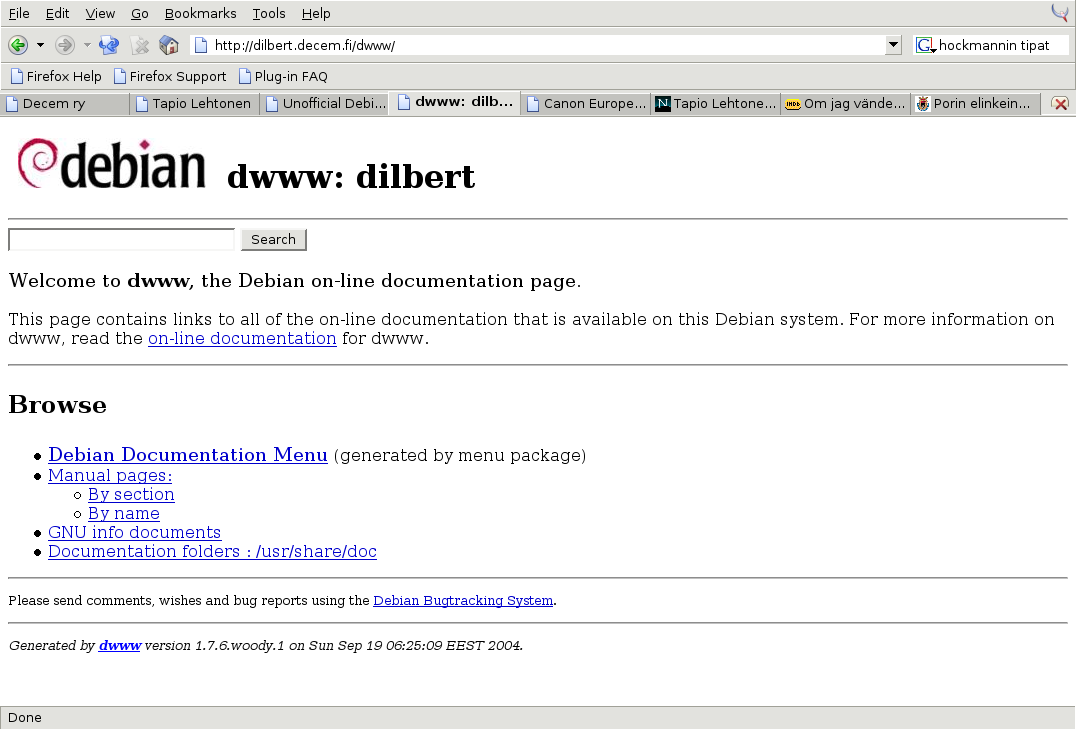 File Edit View Go Bookmarks Tools Help
http://dilbert.decem.fi/dwww/ G hockmannin tipat
Firefox Help Firefox Support Plug-in FAQ
Decem ry Tapio Lehtonen Unofficial Debi... dwww: dilb... Canon Europe... N Tapio Lehtone... IMDb Om jag vände... Porin elinkein...
debian dwww: dilbert
Search
Welcome to dwww, the Debian on-line documentation page.
This page contains links to all of the on-line documentation that is available on this Debian system. For more information on
dwww, read the on-line documentation for dwww.
Browse
Debian Documentation Menu (generated by menu package)
Manual pages:
By section
By name
GNU info documents
Documentation folders : /usr/share/doc
Please send comments, wishes and bug reports using the Debian Bugtracking System.
Generated by dwww version 1.7.6.woody.1 on Sun Sep 19 06:25:09 EEST 2004.
Done